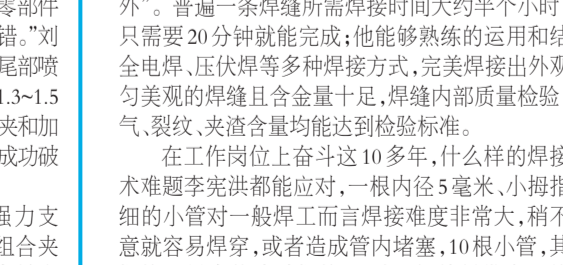 零部件
错。”刘
尾部喷
1.3~1.5
夹和加
成功破
强力支
组合夹
外”。普遍一条焊缝所需焊接时间大约半个小时
只需要20分钟就能完成;他能够熟练的运用和结
全电焊、压伏焊等多种焊接方式,完美焊接出外观
匀美观的焊缝且含金量十足,焊缝内部质量检验
气、裂纹、夹渣含量均能达到检验标准。
在工作岗位上奋斗这10多年,什么样的焊接
术难题李宪洪都能应对,一根内径5毫米、小拇指
细的小管对一般焊工而言焊接难度非常大,稍不
意就容易焊穿,或者造成管内堵塞,10根小管,其